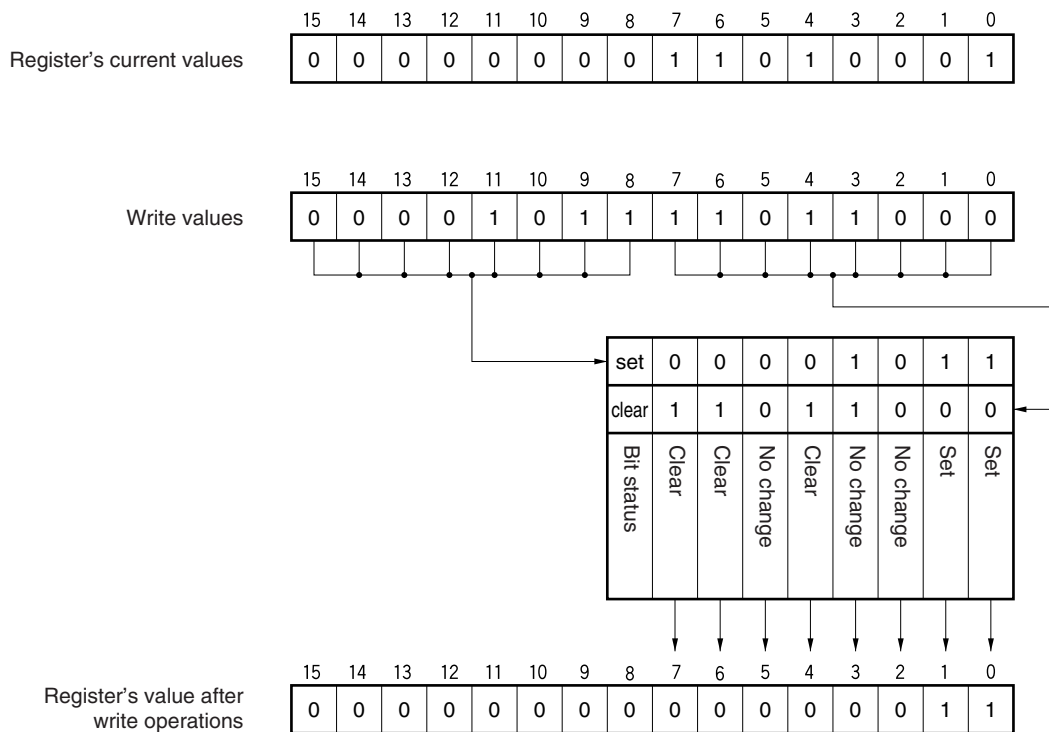 15 14 13 12 11 10 9 8 7 6 5 4 3 2 1 0
Register’s current values 0 0 0 0 0 0 0 0 1 1 0 1 0 0 0 1
15 14 13 12 11 10 9 8 7 6 5 4 3 2 1 0
Write values 0 0 0 0 1 0 1 1 1 1 0 1 1 0 0 0
set 0 0 0 0 1 0 1 1
clear 1 1 0 1 1 0 0 0
Bit status
Clear
Clear
No change
Clear
No change
No change
Set
Set
15 14 13 12 11 10 9 8 7 6 5 4 3 2 1 0
Register’s value after
write operations
0 0 0 0 0 0 0 0 0 0 0 0 0 0 1 1